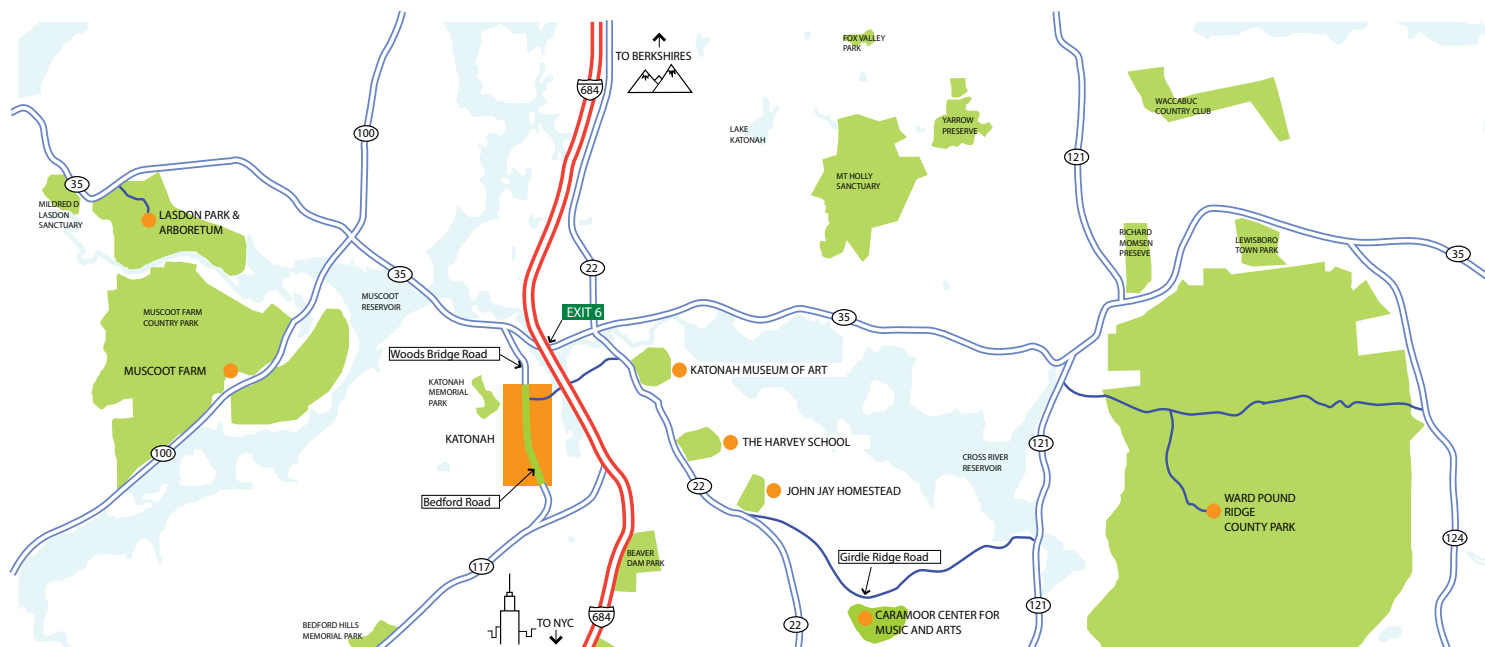 FOX VALLEY
PARK
TO BERKSHIRES
684
WACCABUC
COUNTRY CLUB
YARROW
PRESERVE
LAKE
KATONAH
100
121
MT HOLLY
SANCTUARY
35
MILDRED D
LASDON
SANCTUARY
LASDON PARK &
ARBORETUM
RICHARD
MOMSEN
PRESEVE
LEWISBORO
TOWN PARK
35
22
35
MUSCOOT
RESERVOIR
MUSCOOT FARM
COUNTRY PARK
EXIT 6
35
Woods Bridge Road
MUSCOOT FARM
KATONAH MUSEUM OF ART
KATONAH
MEMORIAL
PARK
KATONAH
THE HARVEY SCHOOL
121
100
CROSS RIVER
RESERVOIR
22
JOHN JAY HOMESTEAD
Bedford Road
WARD POUND
RIDGE
COUNTY PARK
124
BEAVER
DAM PARK
Girdle Ridge Road
117
684
121
CARAMOOR CENTER FOR
MUSIC AND ARTS
22
TO NYC
BEDFORD HILLS
MEMORIAL PARK